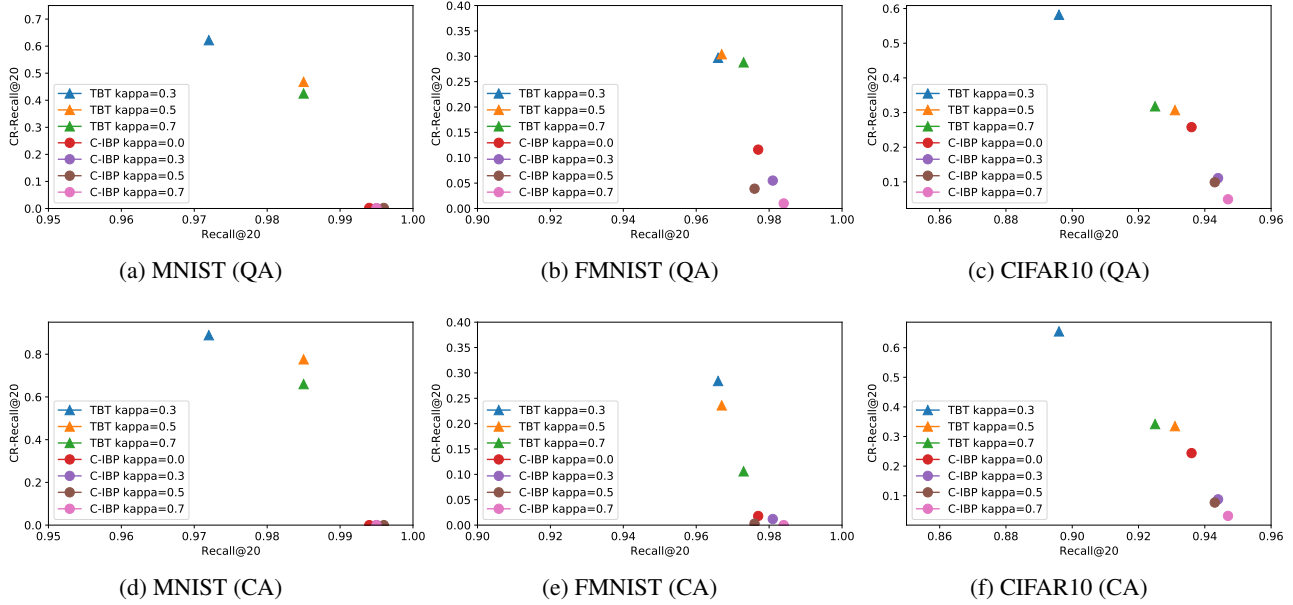 0.7
0.6
0.5
0.4
0.3
0.2
0.1
0.0
CR-Recall@20
TBT kappa=0.3
TBT kappa=0.5
TBT kappa=0.7
C-IBP kappa=0.0
C-IBP kappa=0.3
C-IBP kappa=0.5
C-IBP kappa=0.7
0.95 0.96 0.97 0.98 0.99 1.00
Recall@20
(a) MNIST (QA)
0.40
0.35
0.30
0.25
0.20
0.15
0.10
0.05
0.00
CR-Recall@20
TBT kappa=0.3
TBT kappa=0.5
TBT kappa=0.7
C-IBP kappa=0.0
C-IBP kappa=0.3
C-IBP kappa=0.5
C-IBP kappa=0.7
0.90 0.92 0.94 0.96 0.98 1.00
Recall@20
(b) FMNIST (QA)
0.6
0.5
0.4
0.3
0.2
0.1
CR-Recall@20
TBT kappa=0.3
TBT kappa=0.5
TBT kappa=0.7
C-IBP kappa=0.0
C-IBP kappa=0.3
C-IBP kappa=0.5
C-IBP kappa=0.7
0.86 0.88 0.90 0.92 0.94 0.96
Recall@20
(c) CIFAR10 (QA)
0.8
0.6
0.4
0.2
0.0
CR-Recall@20
TBT kappa=0.3
TBT kappa=0.5
TBT kappa=0.7
C-IBP kappa=0.0
C-IBP kappa=0.3
C-IBP kappa=0.5
C-IBP kappa=0.7
0.95 0.96 0.97 0.98 0.99 1.00
Recall@20
(d) MNIST (CA)
0.40
0.35
0.30
0.25
0.20
0.15
0.10
0.05
0.00
CR-Recall@20
TBT kappa=0.3
TBT kappa=0.5
TBT kappa=0.7
C-IBP kappa=0.0
C-IBP kappa=0.3
C-IBP kappa=0.5
C-IBP kappa=0.7
0.90 0.92 0.94 0.96 0.98 1.00
Recall@20
(e) FMNIST (CA)
0.6
0.5
0.4
0.3
0.2
0.1
CR-Recall@20
TBT kappa=0.3
TBT kappa=0.5
TBT kappa=0.7
C-IBP kappa=0.0
C-IBP kappa=0.3
C-IBP kappa=0.5
C-IBP kappa=0.7
0.86 0.88 0.90 0.92 0.94 0.96
Recall@20
(f) CIFAR10 (CA)